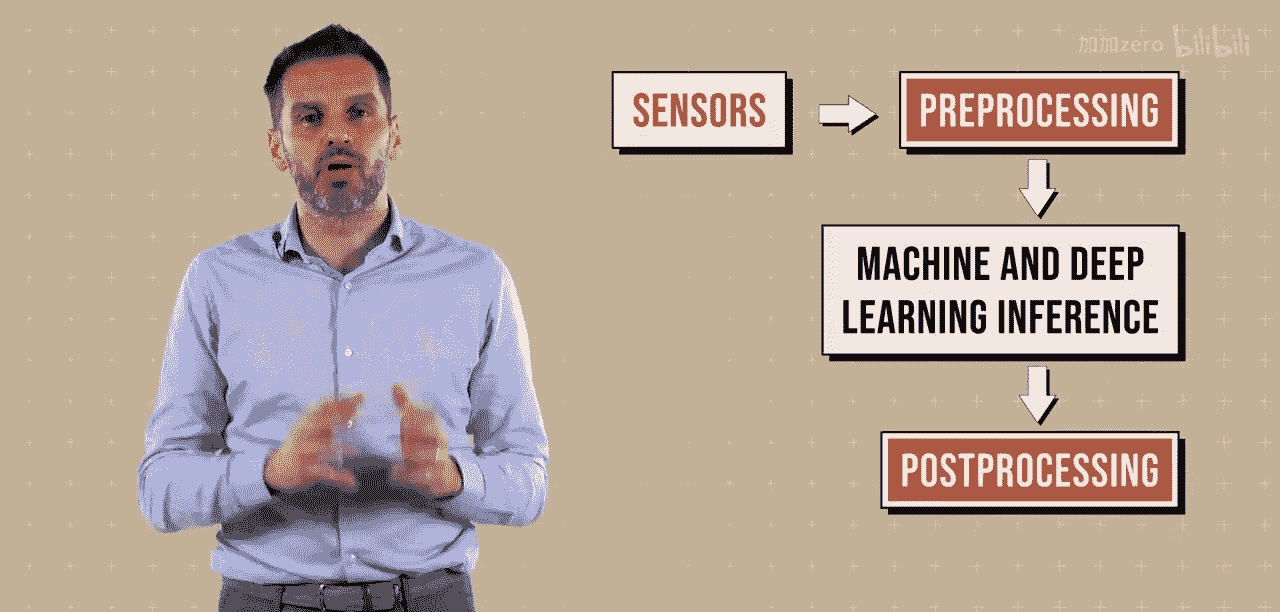 加加zero bilibili
SENSORS
PREPROCESSING
MACHINE AND DEEP
LEARNING INFERENCE
POSTPROCESSING